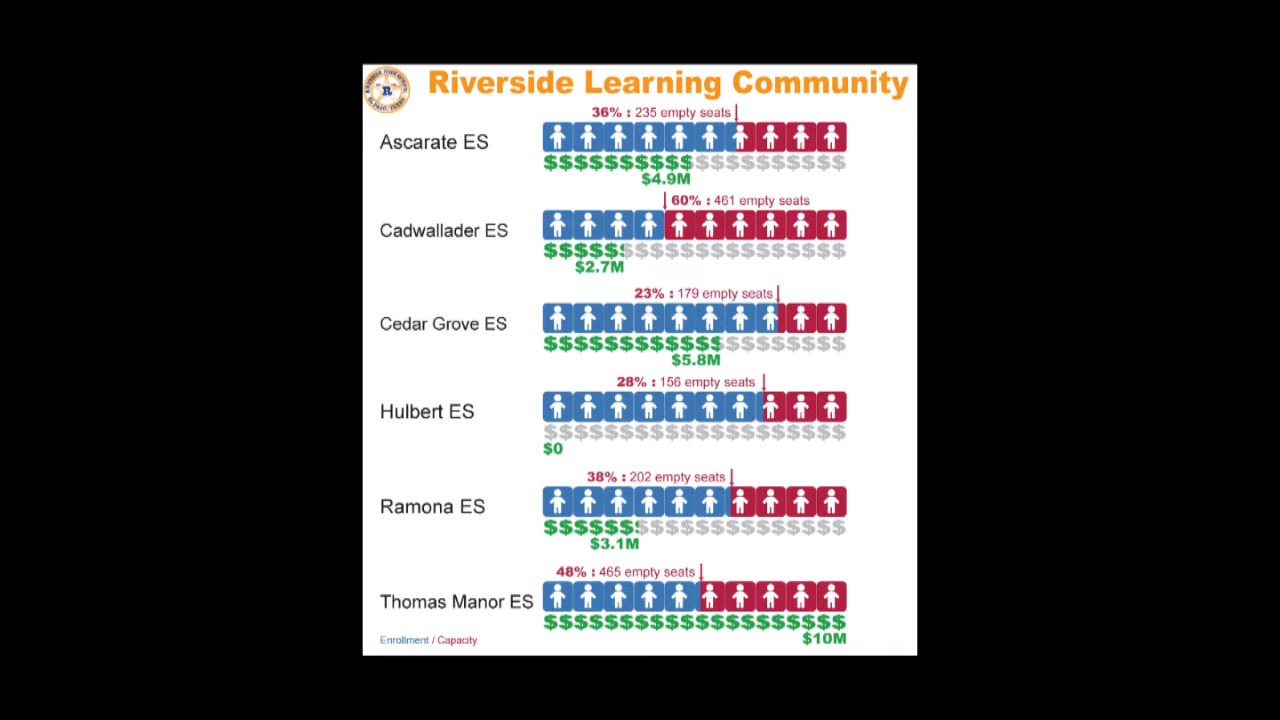 Riverside Learning Community
R
36% : 235 empty seats
Ascarate ES
$$$$$$$$$$$$$$$$$$$$
$4.9M
60% : 461 empty seats
Cadwallader ES
$$$$$$$$$$$$$$$$$$$$
$2.7M
23% : 179 empty seats
Cedar Grove ES
$$$$$$$$$$$$$$$$$$$$
$5.8M
28% : 156 empty seats
Hulbert ES
$$$$$$$$$$$$$$$$$$$$
$0
38% : 202 empty seats
Ramona ES
$$$$$$$$$$$$$$$$$$$$
$3.1M
48% : 465 empty seats
Thomas Manor ES
$$$$$$$$$$$$$$$$$$$$
$10M
Enrollment / Capacity